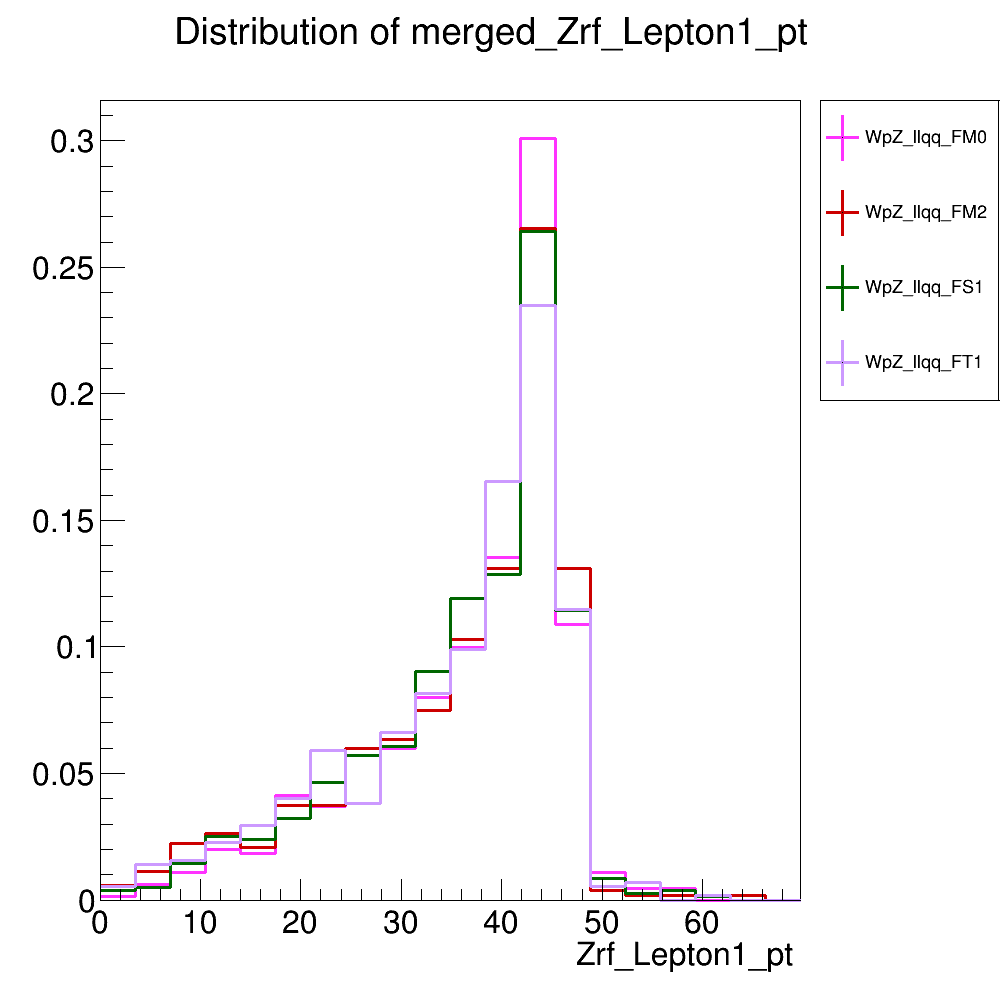 Distribution of merged_Zrf_Lepton1_pt
0.3
0.25
0.2
0.15
0.1
0.05
0
0 10 20 30 40 50 60
Zrf_Lepton1_pt
WpZ_llqq_FM0
WpZ_llqq_FM2
WpZ_llqq_FS1
WpZ_llqq_FT1